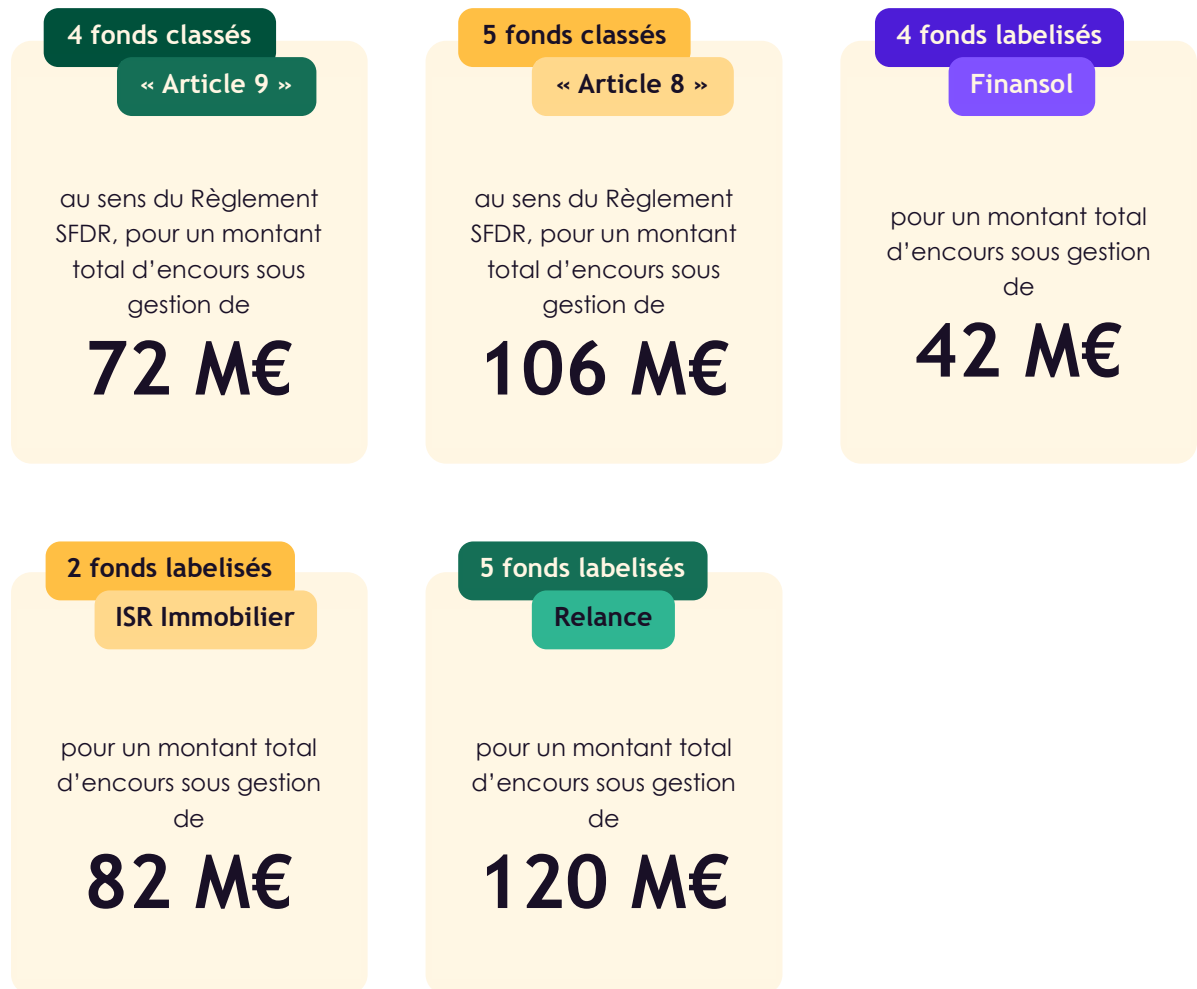 4 fonds classés
« Article 9 »
au sens du Règlement
SFDR, pour un montant
total d’encours sous
gestion de
72 M€
5 fonds classés
« Article 8 »
au sens du Règlement
SFDR, pour un montant
total d’encours sous
gestion de
106 M€
4 fonds labelisés
Finansol
pour un montant total
d’encours sous gestion
de
42 M€
2 fonds labelisés
ISR Immobilier
pour un montant total
d’encours sous gestion
de
82 M€
5 fonds labelisés
Relance
pour un montant total
d’encours sous gestion
de
120 M€